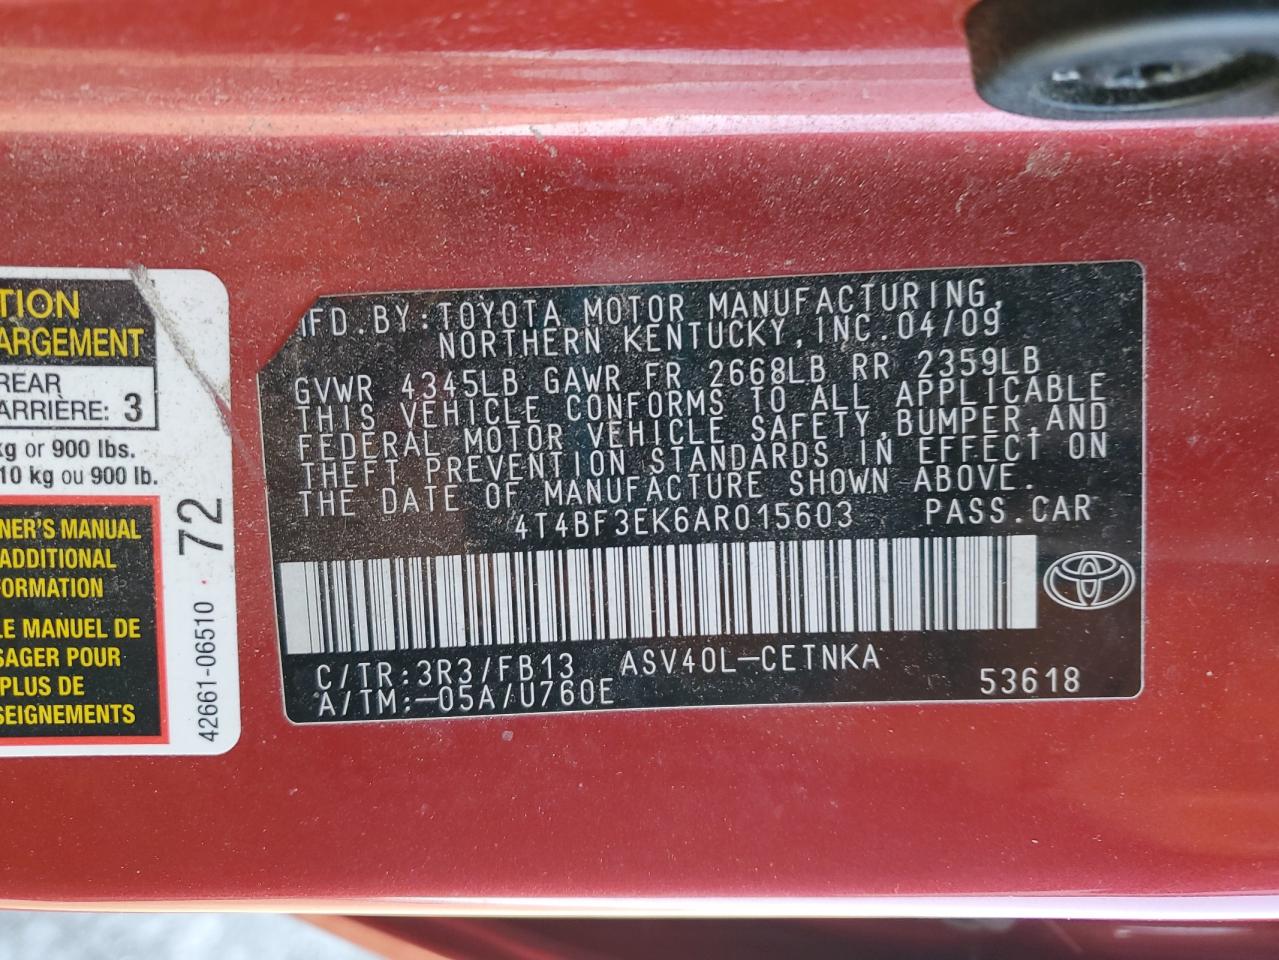 TION
ARGEMENT
REAR
ARRIÈRE: 3
kg or 900 lbs.
10 kg ou 900 lb.
NER'S MANUAL
ADDITIONAL
FORMATION
LE MANUEL DE
SAGER POUR
PLUS DE
SEIGNEMENTS
42661-06510 · 72
MFD.BY:TOYOTA MOTOR MANUFACTURING,
NORTHERN KENTUCKY,INC.04/09
GVWR 4345LB GAWR FR 2668LB RR 2359LB
THIS VEHICLE CONFORMS TO ALL APPLICABLE
FEDERAL MOTOR VEHICLE SAFETY,BUMPER,AND
THEFT PREVENTION STANDARDS IN EFFECT ON
THE DATE OF MANUFACTURE SHOWN ABOVE.
4T4BF3EK6AR015603 PASS.CAR
C/TR:3R3/FB13 ASV40L-CETNKA
A/TM:-05A/U760E 53618